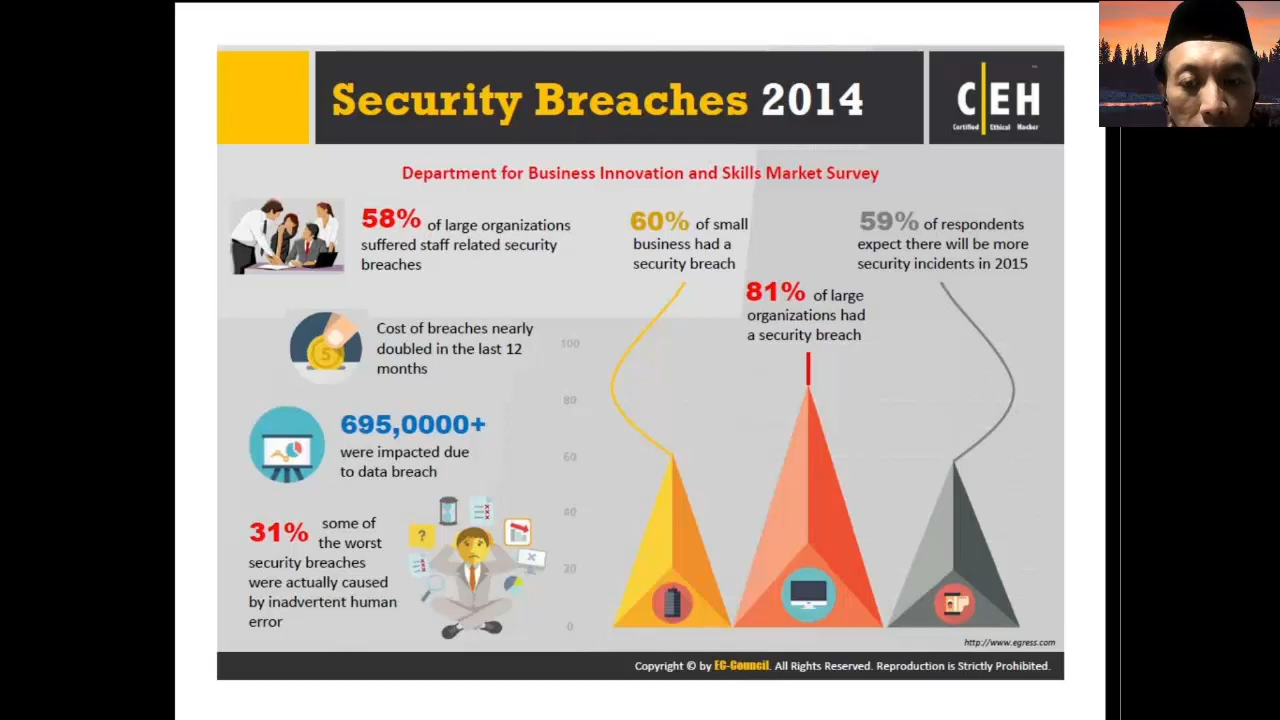 Security Breaches 2014
C|EH
Certified Ethical Hacker
Department for Business Innovation and Skills Market Survey
58% of large organizations
suffered staff related security
breaches
60% of small
business had a
security breach
59% of respondents
expect there will be more
security incidents in 2015
81% of large
organizations had
a security breach
Cost of breaches nearly
doubled in the last 12
months
695,0000+
were impacted due
to data breach
31% some of
the worst
security breaches
were actually caused
by inadvertent human
error
100
80
60
40
20
0
5
?
http://www.egress.com
Copyright © by EC-Council. All Rights Reserved. Reproduction is Strictly Prohibited.